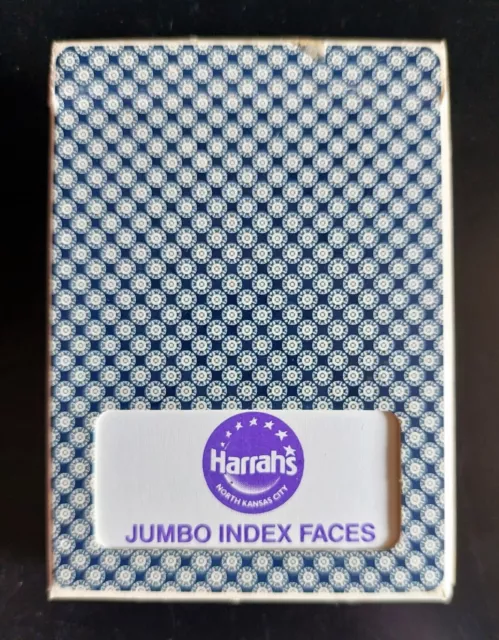 Harrah's
NORTH KANSAS CITY
JUMBO INDEX FACES